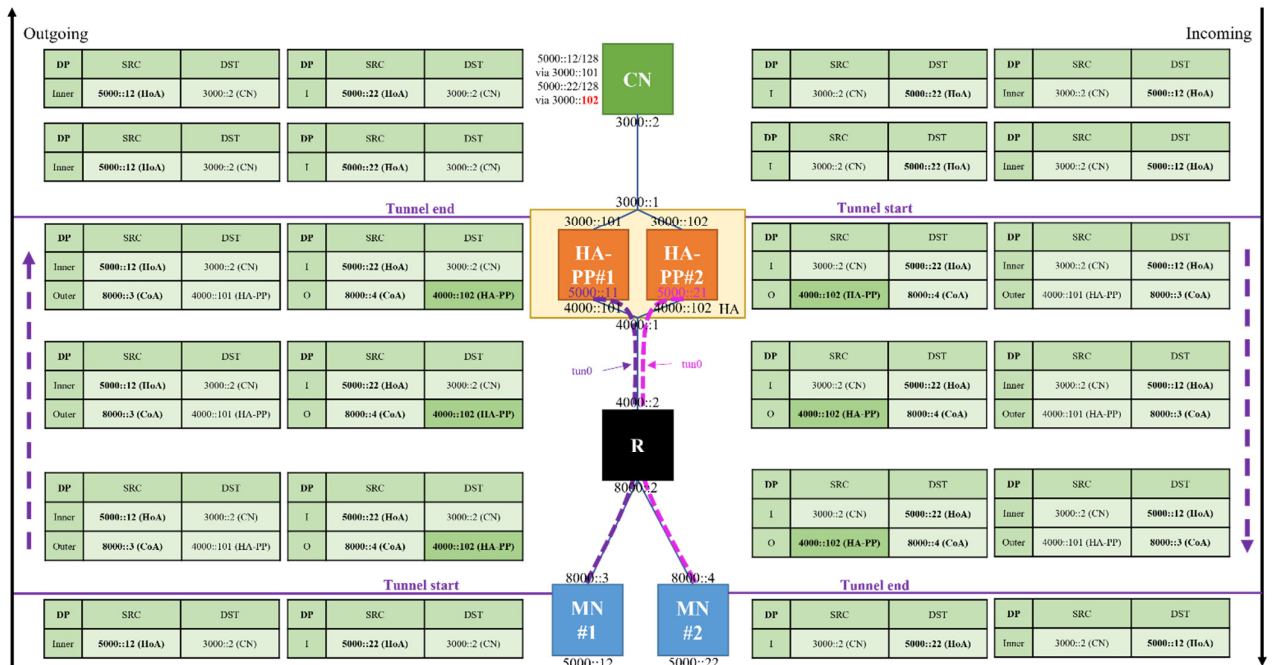 Outgoing
Incoming
DP SRC DST
Inner 5000::12 (HoA) 3000::2 (CN)
DP SRC DST
I 5000::22 (HoA) 3000::2 (CN)
5000::12/128
via 3000::101
5000::22/128
via 3000::102
CN
3000::2
DP SRC DST
I 3000::2 (CN) 5000::22 (HoA)
DP SRC DST
Inner 3000::2 (CN) 5000::12 (HoA)
DP SRC DST
Inner 5000::12 (HoA) 3000::2 (CN)
DP SRC DST
I 5000::22 (HoA) 3000::2 (CN)
DP SRC DST
I 3000::2 (CN) 5000::22 (HoA)
DP SRC DST
Inner 3000::2 (CN) 5000::12 (HoA)
Tunnel end
3000::1
Tunnel start
DP SRC DST
Inner 5000::12 (HoA) 3000::2 (CN)
Outer 8000::3 (CoA) 4000::101 (HA-PP)
DP SRC DST
I 5000::22 (HoA) 3000::2 (CN)
O 8000::4 (CoA) 4000::102 (HA-PP)
3000::101 3000::102
HA-
PP#1
HA-
PP#2
5000::11 5000::21
4000::101 4000::102 HA
4000::1
DP SRC DST
I 3000::2 (CN) 5000::22 (HoA)
O 4000::102 (HA-PP) 8000::4 (CoA)
DP SRC DST
Inner 3000::2 (CN) 5000::12 (HoA)
Outer 4000::101 (HA-PP) 8000::3 (CoA)
DP SRC DST
Inner 5000::12 (HoA) 3000::2 (CN)
Outer 8000::3 (CoA) 4000::101 (HA-PP)
DP SRC DST
I 5000::22 (HoA) 3000::2 (CN)
O 8000::4 (CoA) 4000::102 (HA-PP)
tun0 tun0
4000::2
R
8000::2
DP SRC DST
I 3000::2 (CN) 5000::22 (HoA)
O 4000::102 (HA-PP) 8000::4 (CoA)
DP SRC DST
Inner 3000::2 (CN) 5000::12 (HoA)
Outer 4000::101 (HA-PP) 8000::3 (CoA)
DP SRC DST
Inner 5000::12 (HoA) 3000::2 (CN)
Outer 8000::3 (CoA) 4000::101 (HA-PP)
DP SRC DST
I 5000::22 (HoA) 3000::2 (CN)
O 8000::4 (CoA) 4000::102 (HA-PP)
DP SRC DST
I 3000::2 (CN) 5000::22 (HoA)
O 4000::102 (HA-PP) 8000::4 (CoA)
DP SRC DST
Inner 3000::2 (CN) 5000::12 (HoA)
Outer 4000::101 (HA-PP) 8000::3 (CoA)
Tunnel start
8000::3 8000::4
Tunnel end
DP SRC DST
Inner 5000::12 (HoA) 3000::2 (CN)
DP SRC DST
I 5000::22 (HoA) 3000::2 (CN)
MN
#1
MN
#2
5000::12 5000::22
DP SRC DST
I 3000::2 (CN) 5000::22 (HoA)
DP SRC DST
Inner 3000::2 (CN) 5000::12 (HoA)